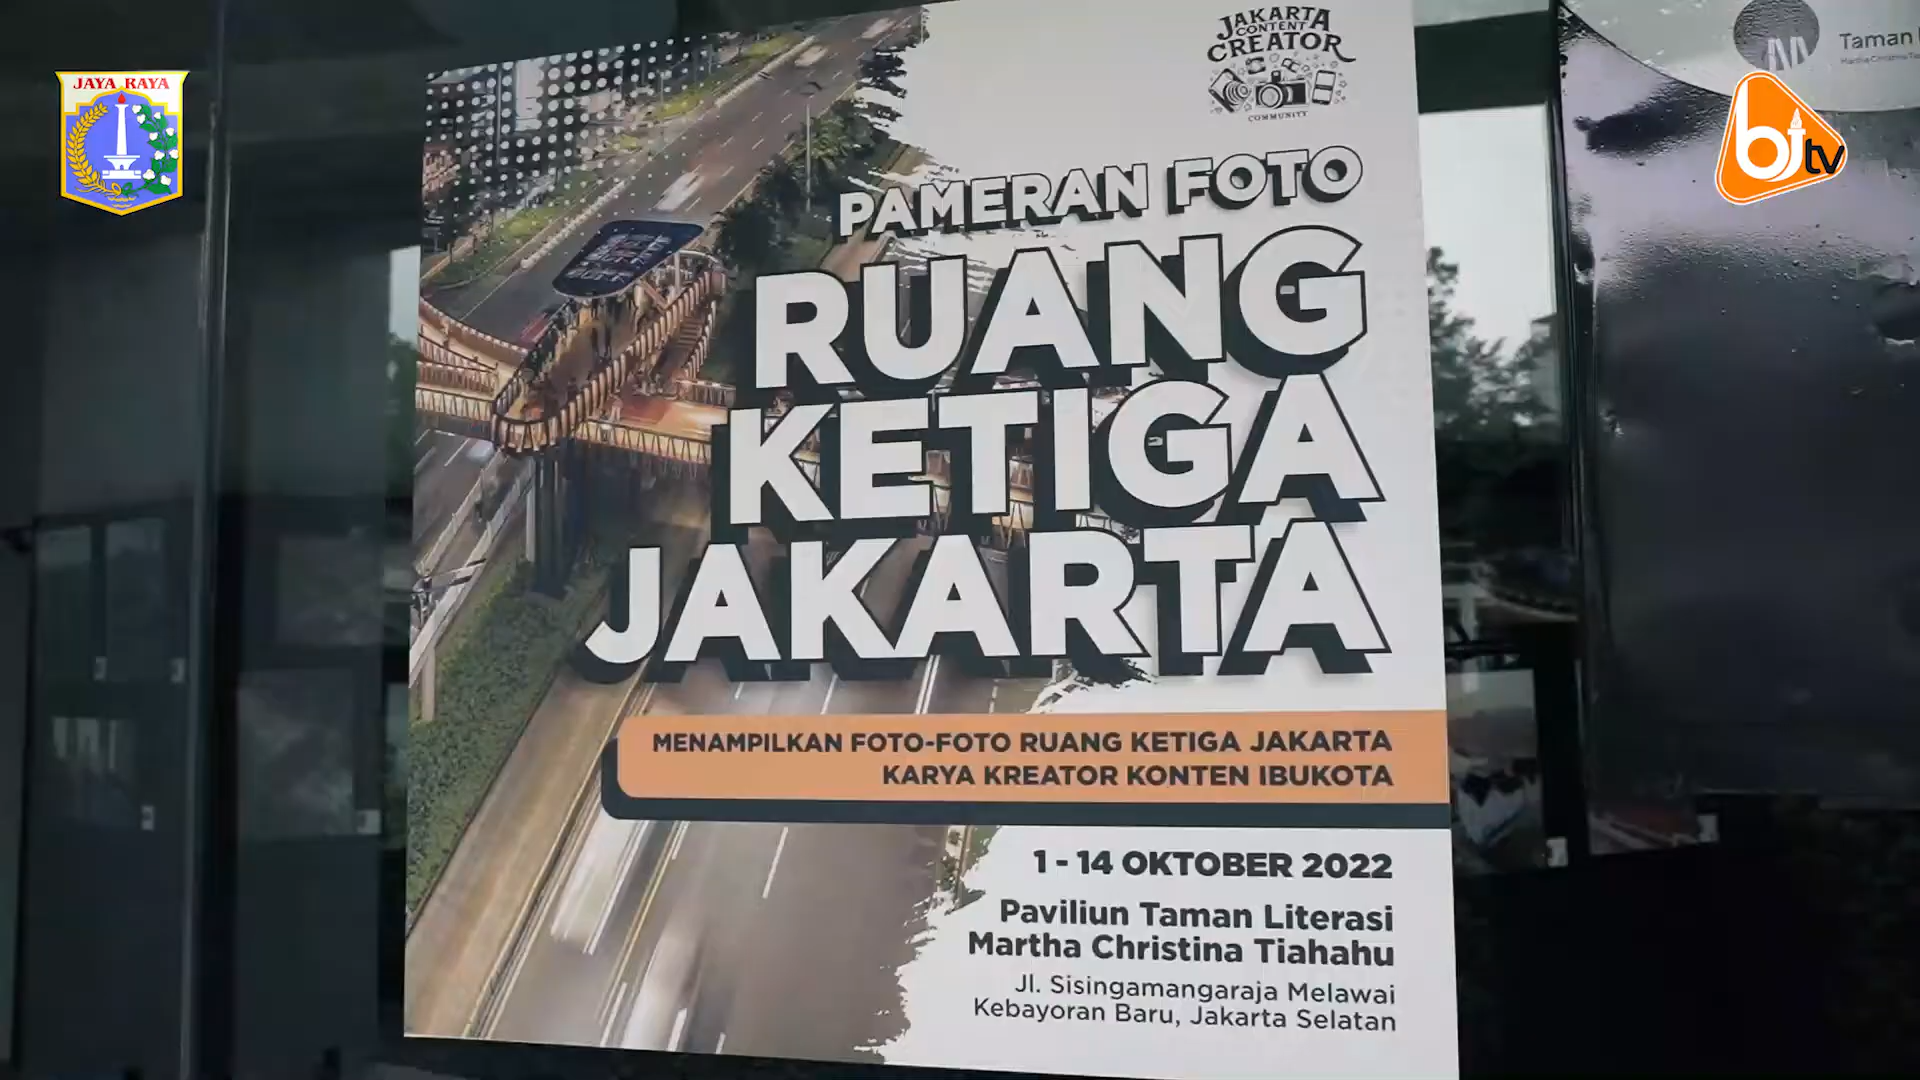 JAYA RAYA
JAKARTA
CONTENT
CREATOR
COMMUNITY
Taman
bj tv
PAMERAN FOTO
RUANG
KETIGA
JAKARTA
MENAMPILKAN FOTO-FOTO RUANG KETIGA JAKARTA
KARYA KREATOR KONTEN IBUKOTA
1 - 14 OKTOBER 2022
Paviliun Taman Literasi
Martha Christina Tiahahu
Jl. Sisingamangaraja Melawai
Kebayoran Baru, Jakarta Selatan